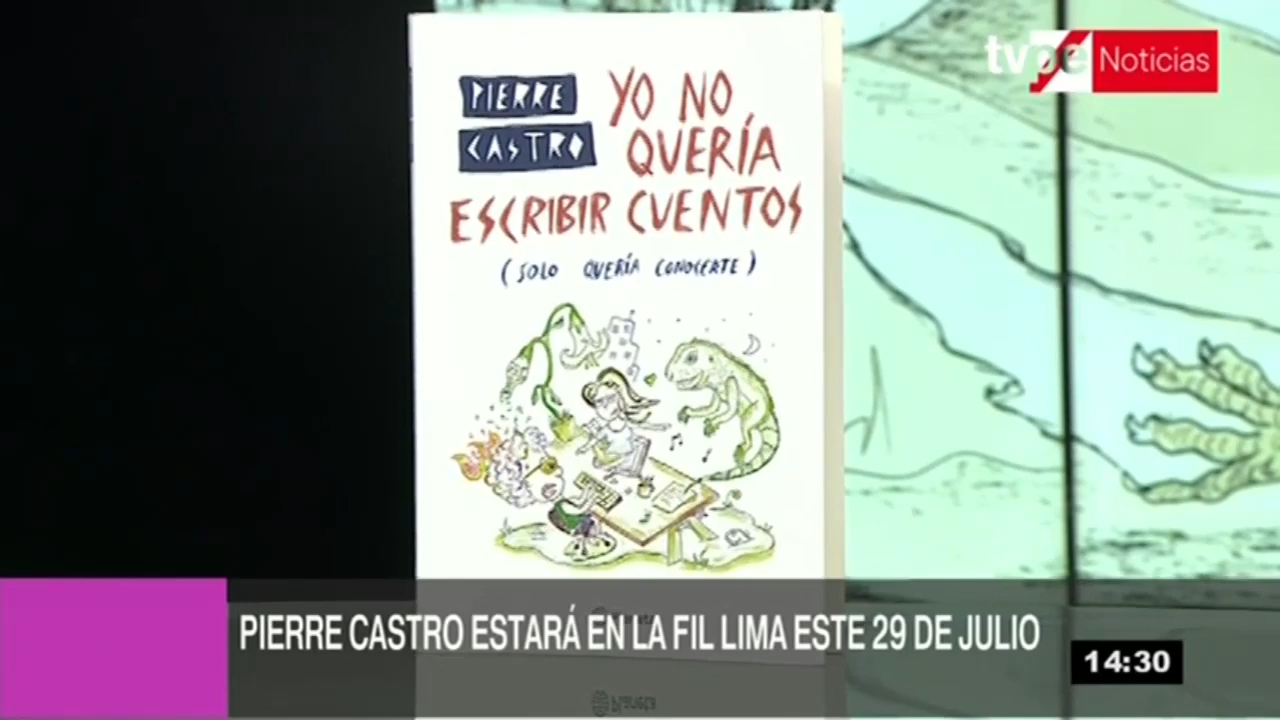 tvpe Noticias
PIERRE
CASTRO
YO NO
QUERÍA
ESCRIBIR CUENTOS
(SOLO QUERÍA CONOCERTE)
PIERRE CASTRO ESTARÁ EN LA FIL LIMA ESTE 29 DE JULIO
14:30
Planeta